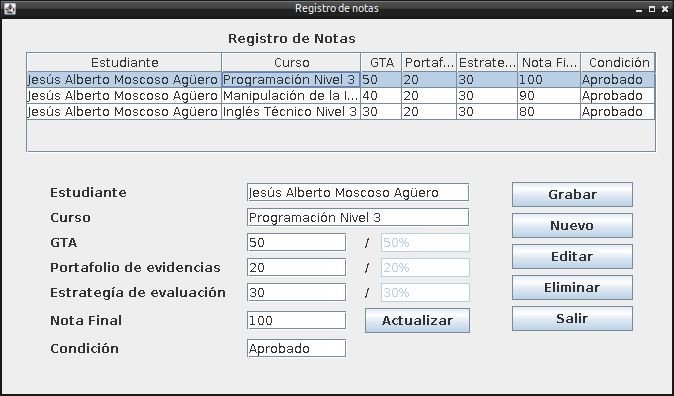 Registro de notas
Registro de Notas
Estudiante Curso GTA Portaf... Estrate... Nota Fi... Condición
Jesús Alberto Moscoso Agüero Programación Nivel 3 50 20 30 100 Aprobado
Jesús Alberto Moscoso Agüero Manipulación de la I... 40 20 30 90 Aprobado
Jesús Alberto Moscoso Agüero Inglés Técnico Nivel 3 30 20 30 80 Aprobado
Estudiante Jesús Alberto Moscoso Agüero Grabar
Curso Programación Nivel 3 Nuevo
GTA 50 / 50% Editar
Portafolio de evidencias 20 / 20%
Estrategía de evaluación 30 / 30% Eliminar
Nota Final 100 Actualizar Salir
Condición Aprobado